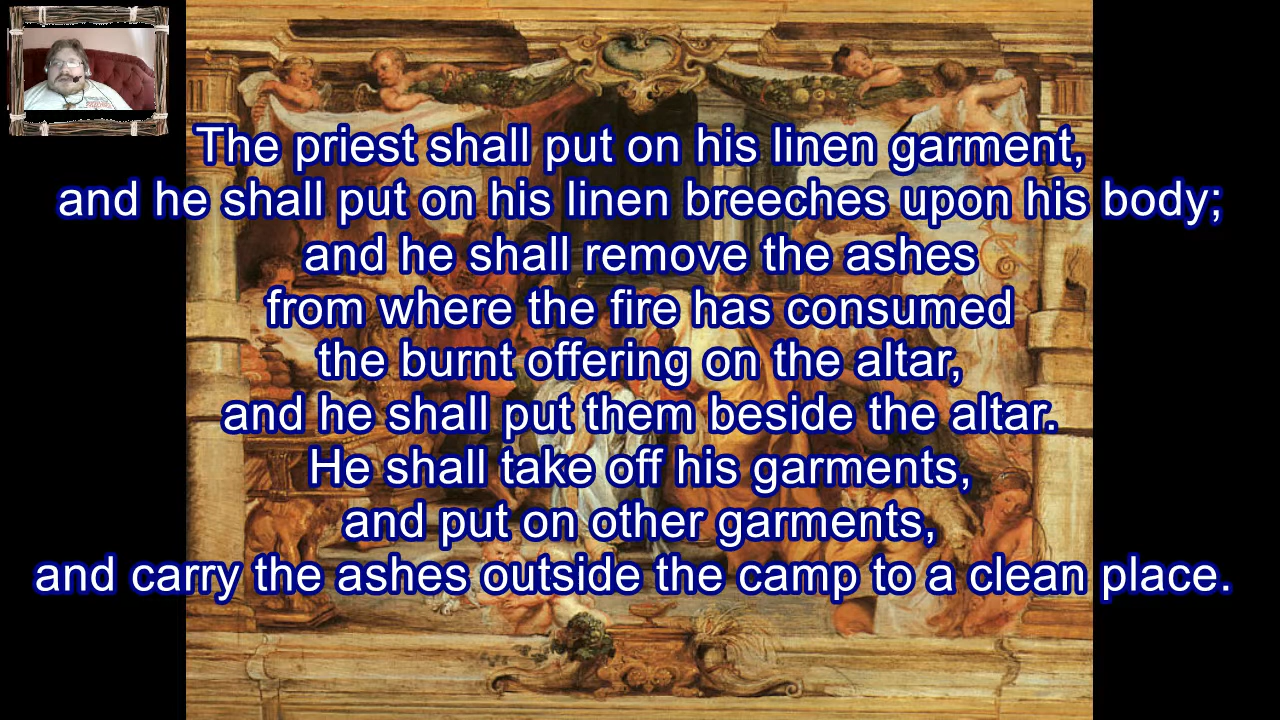 The priest shall put on his linen garment,
and he shall put on his linen breeches upon his body;
and he shall remove the ashes
from where the fire has consumed
the burnt offering on the altar,
and he shall put them beside the altar.
He shall take off his garments,
and put on other garments,
and carry the ashes outside the camp to a clean place.